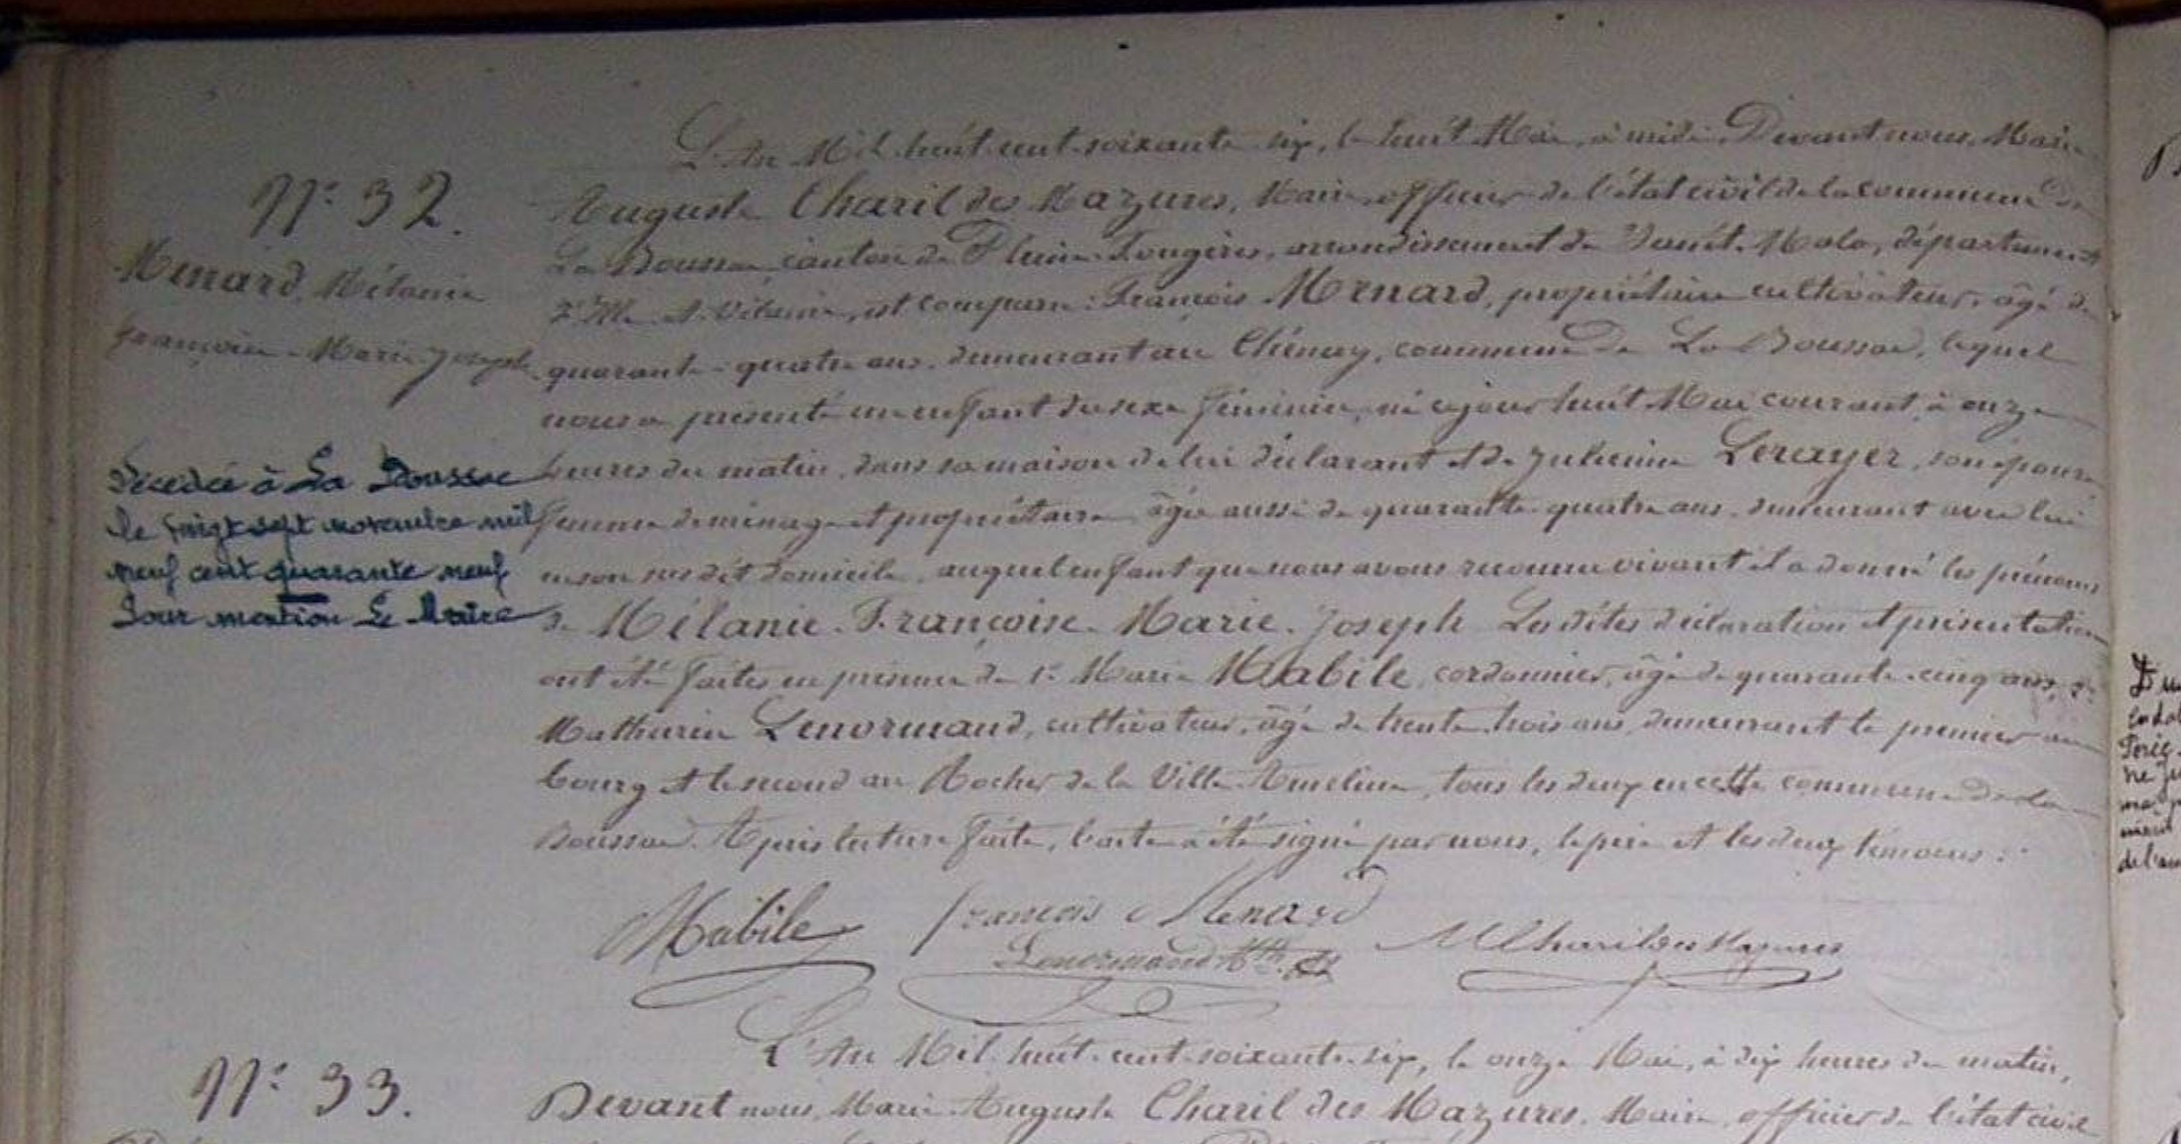 L'An Mil huit cent soixante six, le huit Mai, à midi, Devant nous, Marie
N° 32.
Auguste Charil des Mazures, Maire officier de l'état civil de la commune de
Menard, Mélanie
La Boussac, canton de Pleine-Fougères, arrondissement de Saint-Malo, département
d'Ille-et-Vilaine, est comparu : François Menard, propriétaire cultivateur, âgé de
Françoise-Marie Joseph
quarante-quatre ans, demeurant au Chênay, commune de La Boussac, lequel
nous a présenté un enfant du sexe féminin, né ce jour huit Mai courant, à onze
heures du matin, dans sa maison de lui déclarant et de Julienne Lerayer, son épouse
Décédée à La Boussac
femme de ménage et propriétaire, âgée aussi de quarante-quatre ans, demeurant avec lui
le vingt sept novembre mil
en son susdit domicile, auquel enfant que nous avons reconnu vivant il a donné les prénoms
neuf cent quarante neuf
Pour mention Le Maire
de Mélanie-Françoise-Marie-Joseph Les dites déclaration et présentation
ont été faites en présence de 1° Marie Mabile, cordonnier, âgé de quarante-cinq ans, 2°
Mathurin Lenormand, cultivateur, âgé de trente-trois ans, demeurant le premier au
bourg et le second au Rocher de la Ville Ameline, tous les deux en cette commune de la
Boussac. Après lecture faite, l'acte a été signé par nous, le père et les deux témoins :
Mabile François Menard
Lenormand Mth. MCharil des Mazures
L'An Mil huit cent soixante-six, le onze Mai, à dix heures du matin,
N° 33.
Devant nous, Marie-Auguste Charil des Mazures, Maire, officier de l'état civil